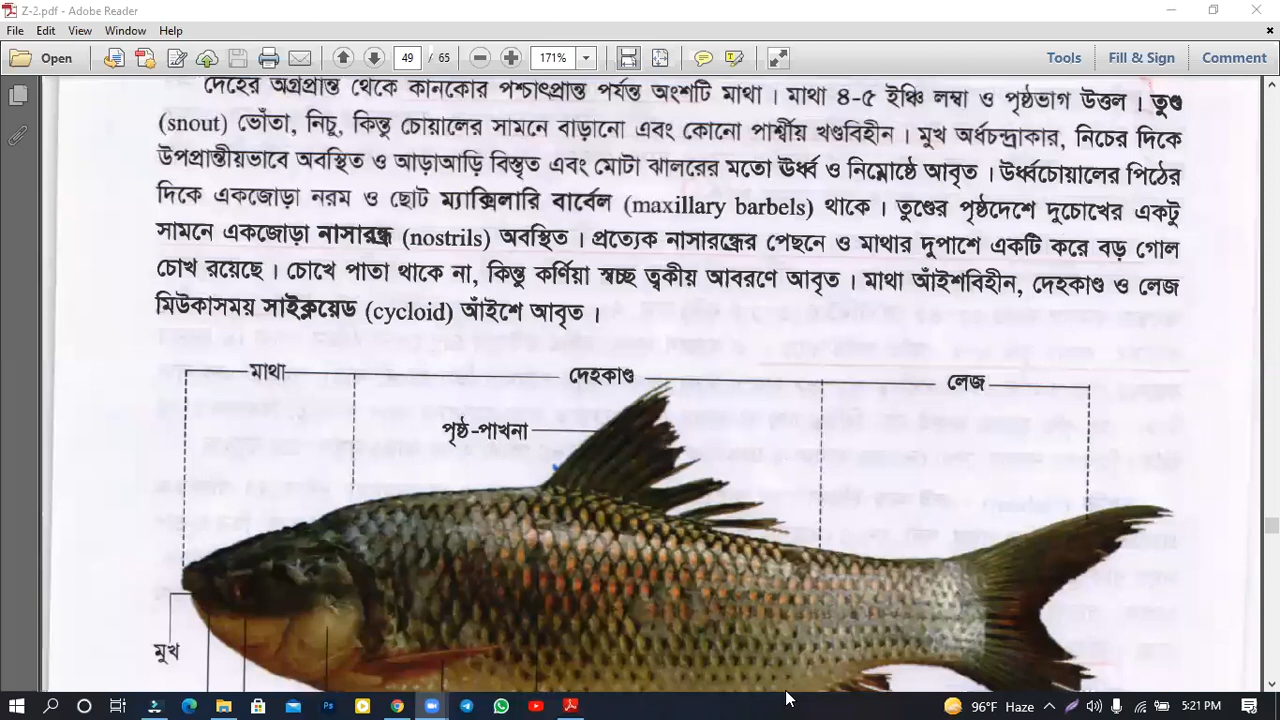 Z-2.pdf - Adobe Reader
File Edit View Window Help
Open 49 / 65 171% Tools Fill & Sign Comment
দেহের অগ্রপ্রান্ত থেকে কানকোর পশ্চাৎপ্রান্ত পর্যন্ত অংশটি মাথা। মাথা ৪-৫ ইঞ্চি লম্বা ও পৃষ্ঠভাগ উত্তল। তুণ্ড
(snout) ভোঁতা, নিচু, কিন্তু চোয়ালের সামনে বাড়ানো এবং কোনো পার্শ্বীয় খণ্ডবিহীন। মুখ অর্ধচন্দ্রাকার, নিচের দিকে
উপপ্রান্তীয়ভাবে অবস্থিত ও আড়াআড়ি বিস্তৃত এবং মোটা ঝালরের মতো ঊর্ধ্ব ও নিম্নোষ্ঠে আবৃত। উর্ধ্বচোয়ালের পিঠের
দিকে একজোড়া নরম ও ছোট ম্যাক্সিলারি বার্বেল (maxillary barbels) থাকে। তুণ্ডের পৃষ্ঠদেশে দুচোখের একটু
সামনে একজোড়া নাসারন্ধ্র (nostrils) অবস্থিত। প্রত্যেক নাসারন্ধ্রের পেছনে ও মাথার দুপাশে একটি করে বড় গোল
চোখ রয়েছে। চোখে পাতা থাকে না, কিন্তু কর্ণিয়া স্বচ্ছ ত্বকীয় আবরণে আবৃত। মাথা আঁইশবিহীন, দেহকাণ্ড ও লেজ
মিউকাসময় সাইক্লয়েড (cycloid) আঁইশে আবৃত।
মাথা দেহকাণ্ড লেজ
পৃষ্ঠ-পাখনা
মুখ
96°F Haze 5:21 PM